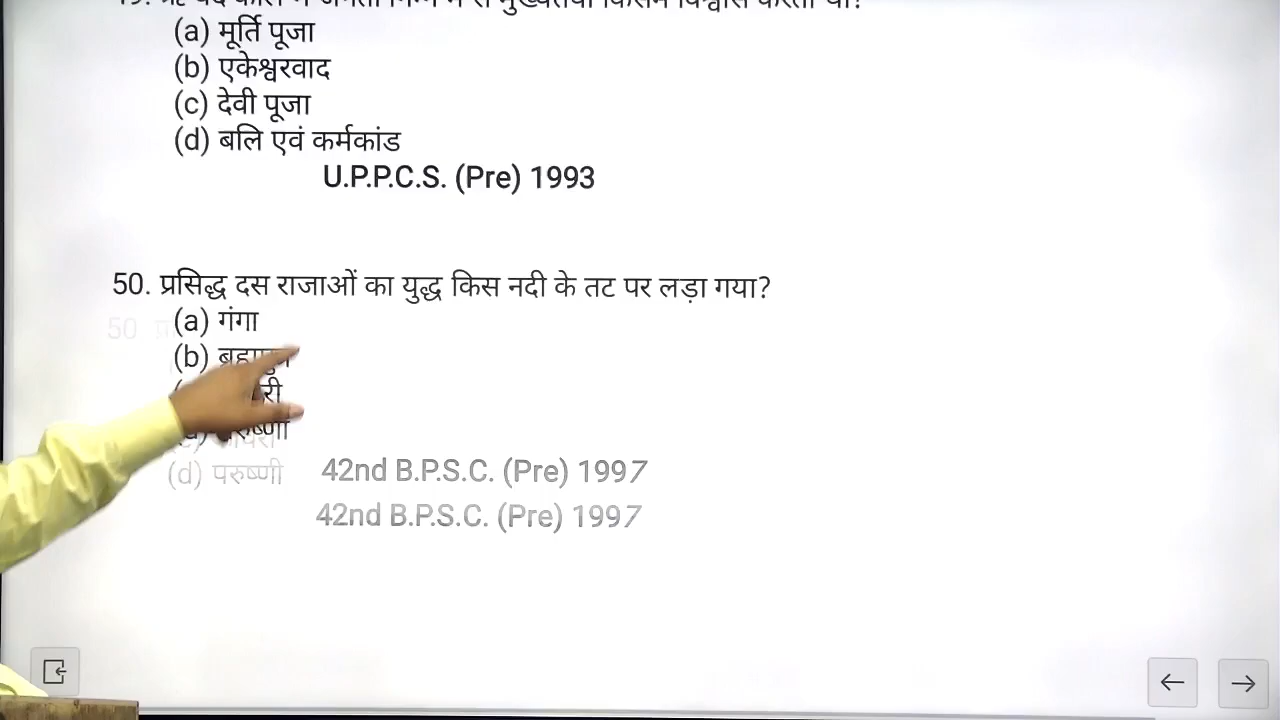 (a) मूर्ति पूजा
(b) एकेश्वरवाद
(c) देवी पूजा
(d) बलि एवं कर्मकांड
U.P.P.C.S. (Pre) 1993
50. प्रसिद्ध दस राजाओं का युद्ध किस नदी के तट पर लड़ा गया?
(a) गंगा
(b)
(d) परुष्णी
42nd B.P.S.C. (Pre) 1997
42nd B.P.S.C. (Pre) 1997